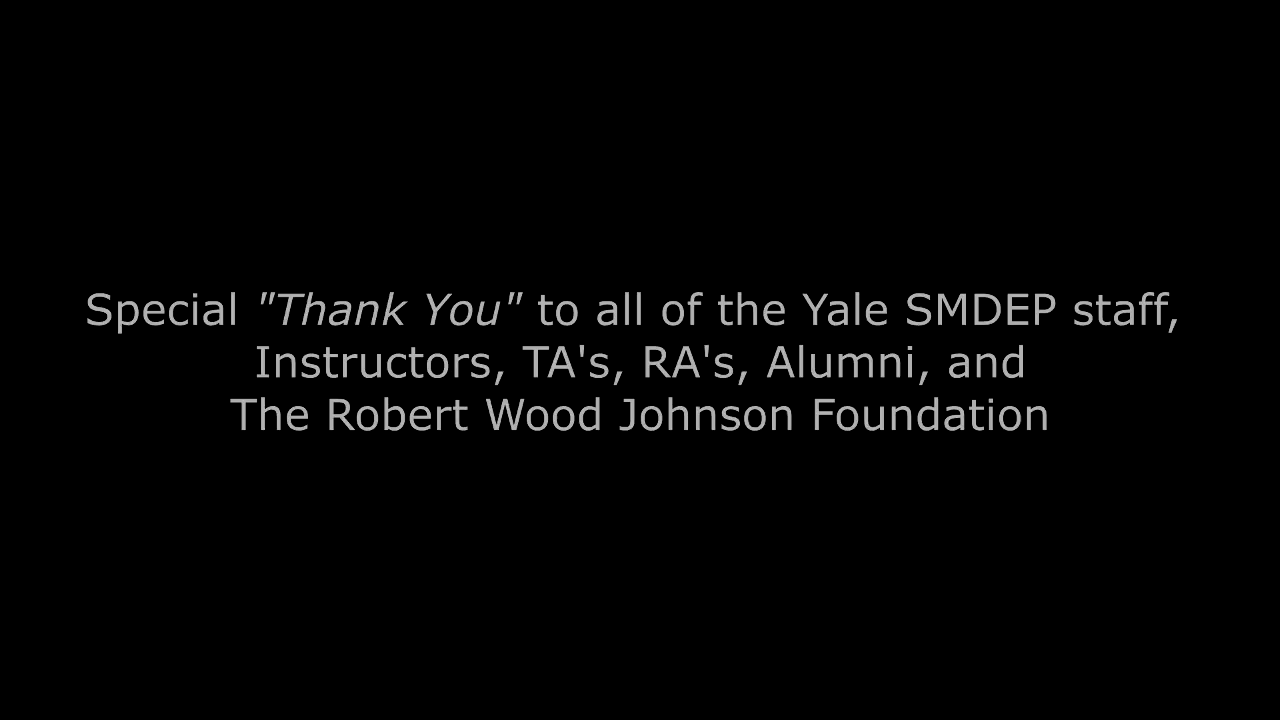 Special "Thank You" to all of the Yale SMDEP staff,
Instructors, TA's, RA's, Alumni, and
The Robert Wood Johnson Foundation